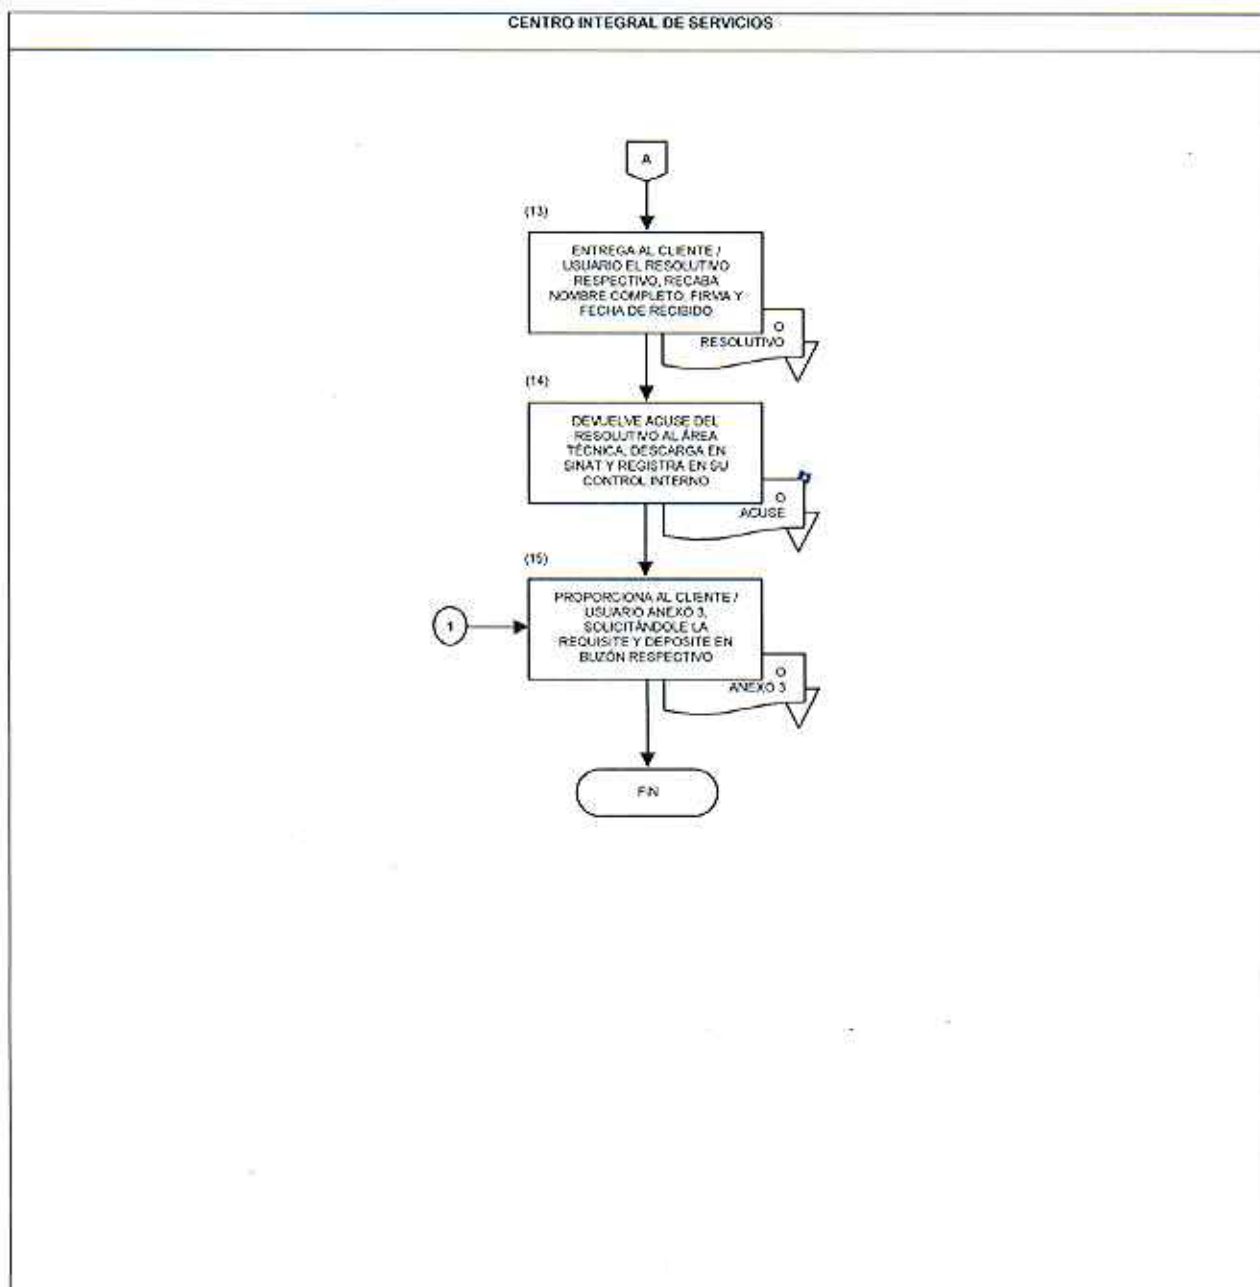 CENTRO INTEGRAL DE SERVICIOS
A
(13)
ENTREGA AL CLIENTE /
USUARIO EL RESOLUTIVO
RESPECTIVO, RECABA
NOMBRE COMPLETO, FIRMA Y
FECHA DE RECIBIDO
O
RESOLUTIVO
(14)
DEVUELVE ACUSE DEL
RESOLUTIVO AL ÁREA
TÉCNICA, DESCARGA EN
SINAT Y REGISTRA EN SU
CONTROL INTERNO
O
ACUSE
(15)
PROPORCIONA AL CLIENTE /
USUARIO ANEXO 3,
SOLICITÁNDOLE LA
REQUISITE Y DEPOSITE EN
BUZÓN RESPECTIVO
1
O
ANEXO 3
FIN